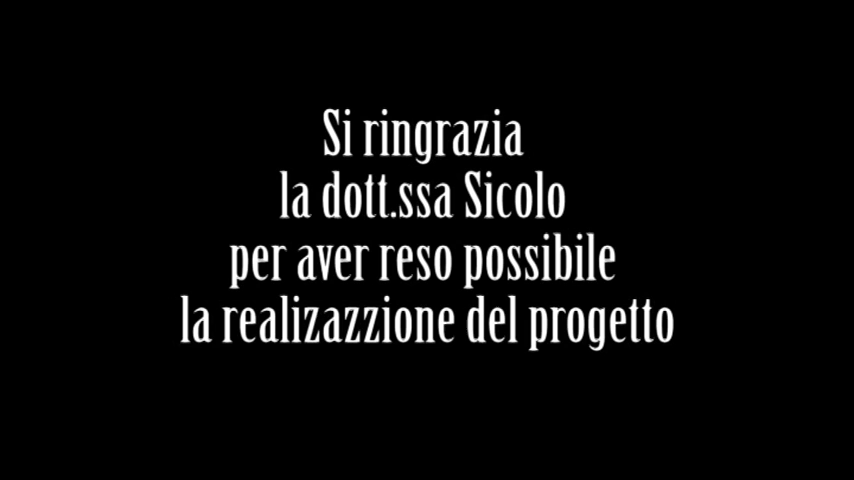 Si ringrazia
la dott.ssa Sicolo
per aver reso possibile
la realizazzione del progetto